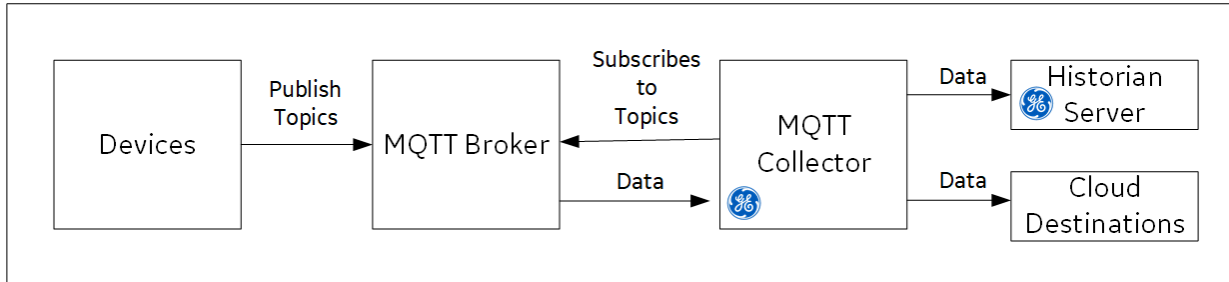 Devices
Publish
Topics
MQTT Broker
Subscribes
to
Topics
Data
MQTT
Collector
Data
Historian
Server
Data
Cloud
Destinations